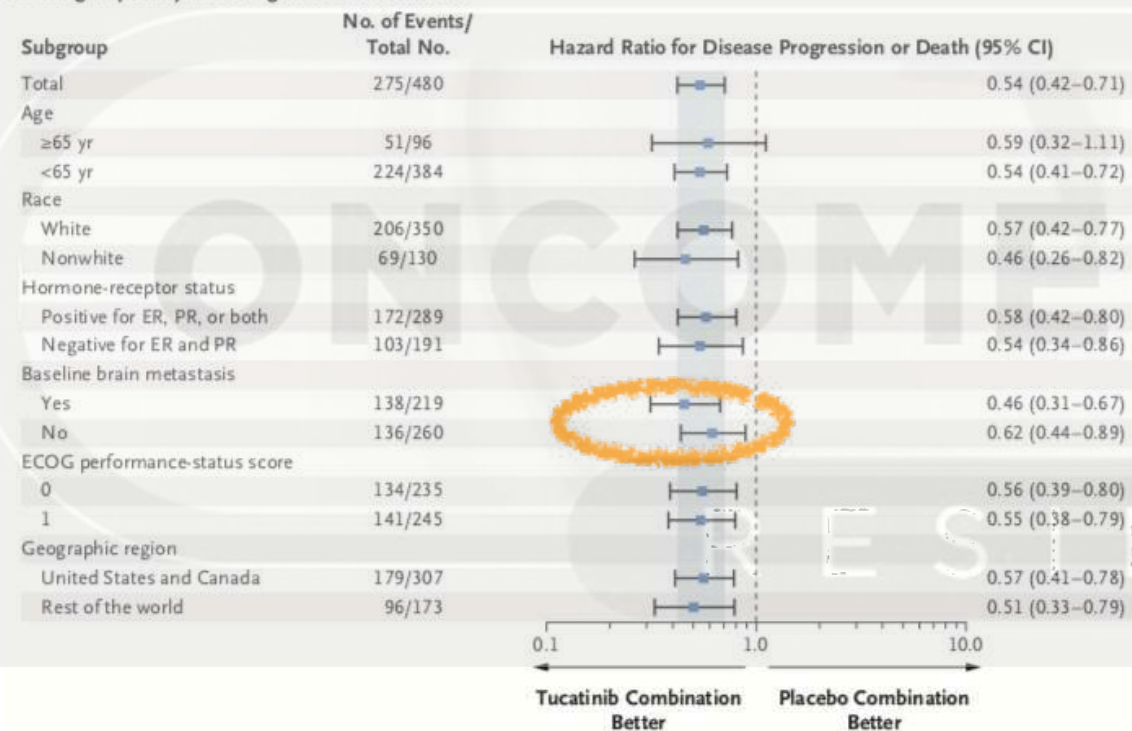 No. of Events/
Subgroup Total No. Hazard Ratio for Disease Progression or Death (95% CI)
Total 275/480 0.54 (0.42–0.71)
Age
≥65 yr 51/96 0.59 (0.32–1.11)
<65 yr 224/384 0.54 (0.41–0.72)
Race
White 206/350 0.57 (0.42–0.77)
Nonwhite 69/130 0.46 (0.26–0.82)
Hormone-receptor status
Positive for ER, PR, or both 172/289 0.58 (0.42–0.80)
Negative for ER and PR 103/191 0.54 (0.34–0.86)
Baseline brain metastasis
Yes 138/219 0.46 (0.31–0.67)
No 136/260 0.62 (0.44–0.89)
ECOG performance-status score
0 134/235 0.56 (0.39–0.80)
1 141/245 0.55 (0.38–0.79)
Geographic region
United States and Canada 179/307 0.57 (0.41–0.78)
Rest of the world 96/173 0.51 (0.33–0.79)
0.1 1.0 10.0
Tucatinib Combination Placebo Combination
Better Better
ONCOME